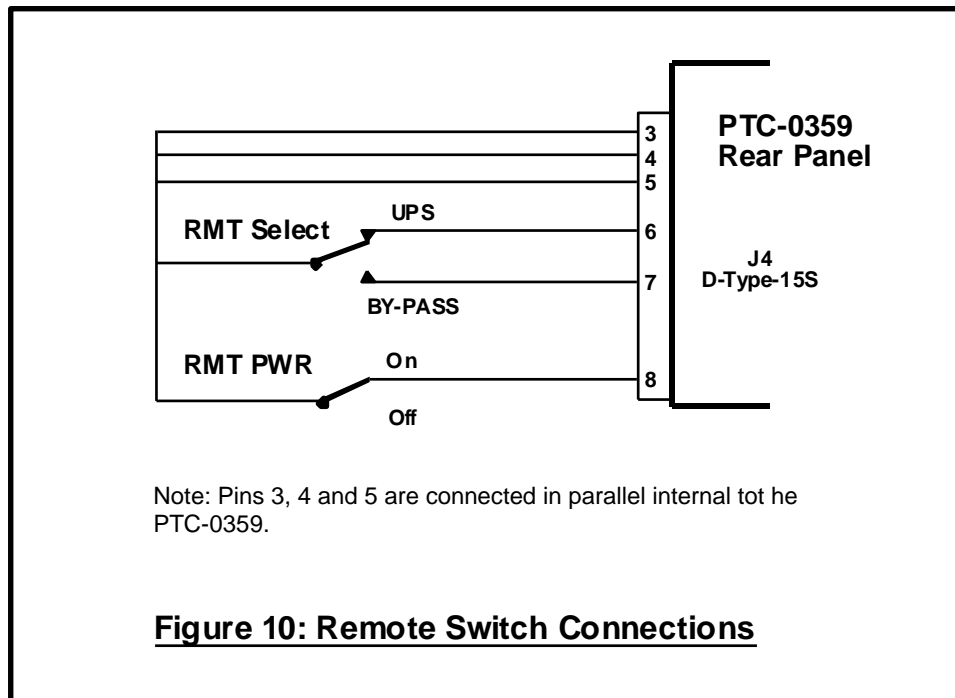 3
PTC-0359
Rear Panel
4
5
UPS
RMT Select
6
J4
D-Type-15S
7
BY-PASS
RMT PWR
On
8
Off
Note: Pins 3, 4 and 5 are connected in parallel internal tot he
PTC-0359.
Figure 10: Remote Switch Connections